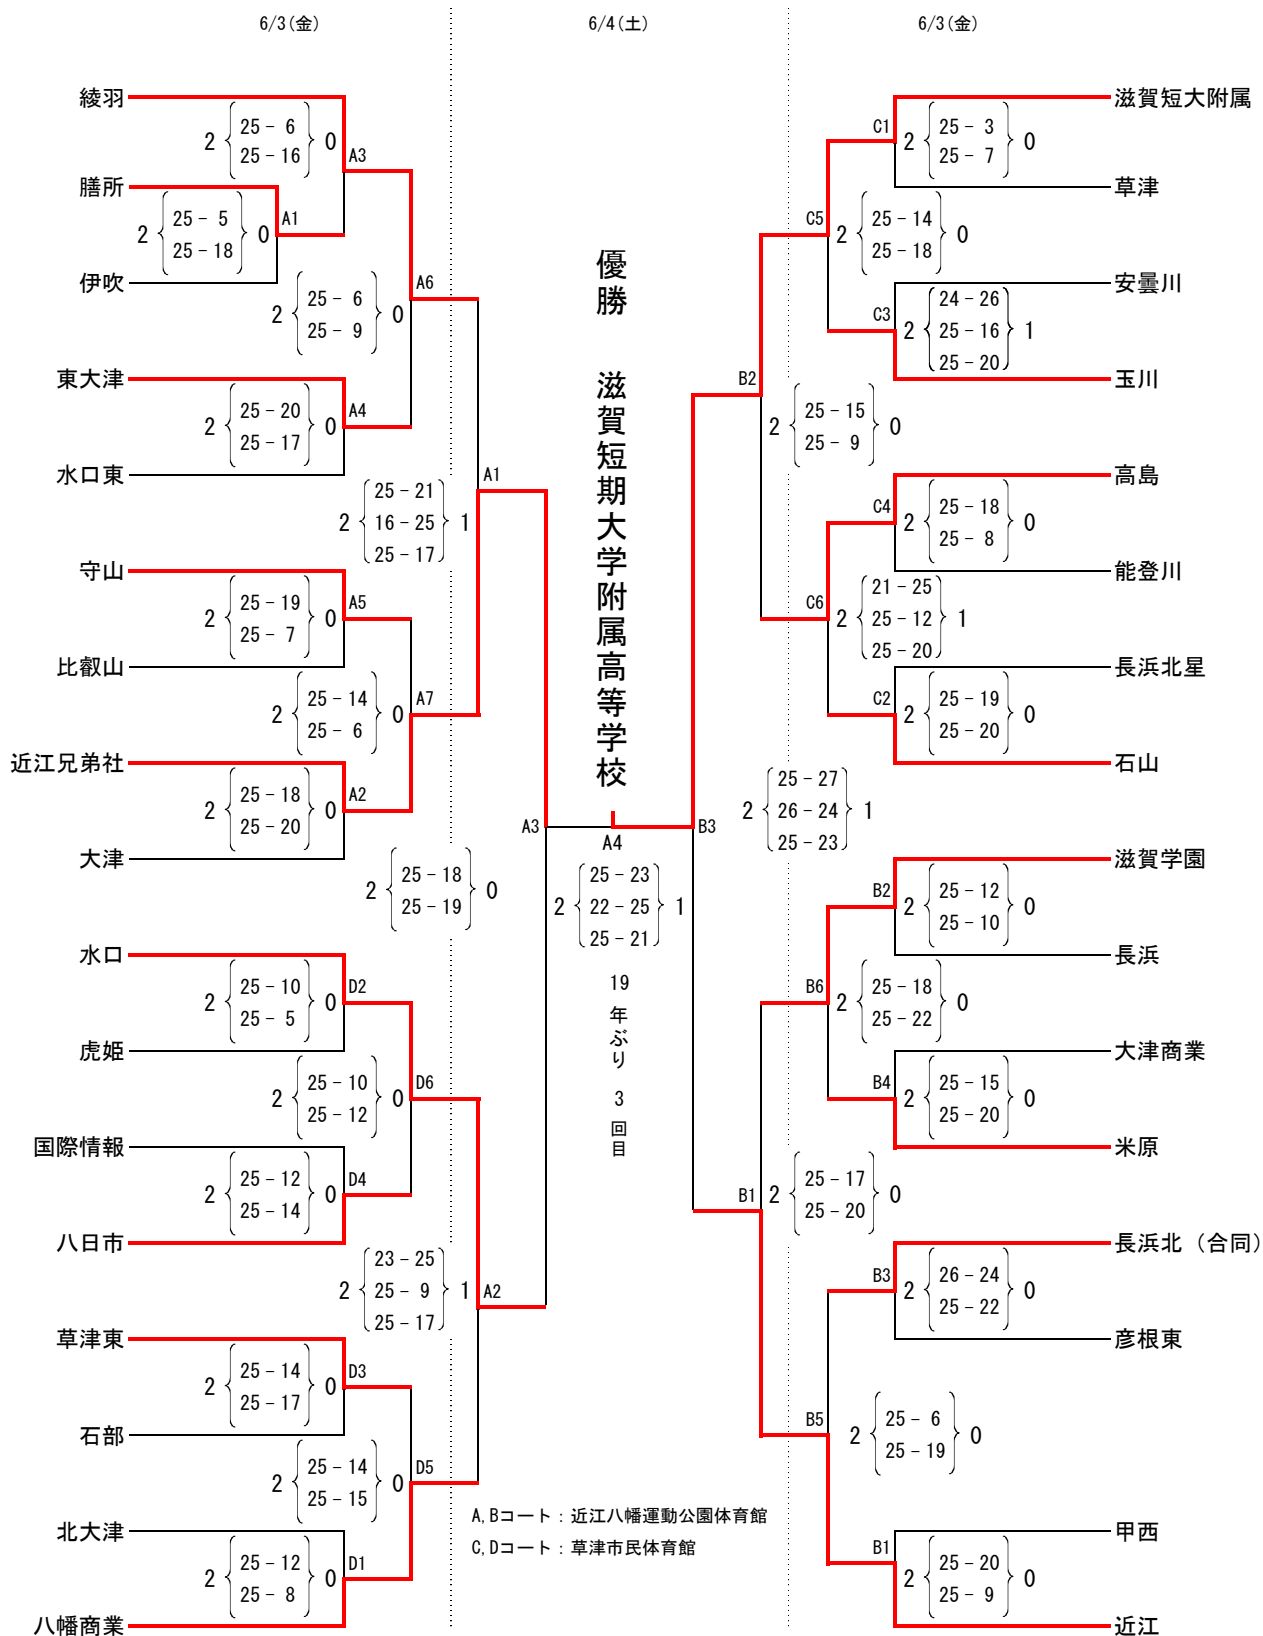 6/3(金)
6/4(土)
6/3(金)
綾羽
2 25 - 6 0
25 - 16
A3
膳所
2 25 - 5 0
25 - 18
A1
伊吹
2 25 - 6 0
25 - 9
A6
東大津
2 25 - 20 0
25 - 17
A4
水口東
2 25 - 21 1
16 - 25
25 - 17
A1
守山
2 25 - 19 0
25 - 7
A5
比叡山
2 25 - 14 0
25 - 6
A7
近江兄弟社
2 25 - 18 0
25 - 20
A2
大津
2 25 - 18 0
25 - 19
A3
水口
2 25 - 10 0
25 - 5
D2
虎姫
2 25 - 10 0
25 - 12
D6
国際情報
2 25 - 12 0
25 - 14
D4
八日市
2 23 - 25 1
25 - 9
25 - 17
A2
草津東
2 25 - 14 0
25 - 17
D3
石部
2 25 - 14 0
25 - 15
D5
北大津
2 25 - 12 0
25 - 8
D1
八幡商業
優勝 滋賀短期大学附属高等学校
A4
2 25 - 23 1
22 - 25
25 - 21
19年ぶり3回目
A,Bコート：近江八幡運動公園体育館
C,Dコート：草津市民体育館
滋賀短大附属
C1
2 25 - 3 0
25 - 7
草津
C5
2 25 - 14 0
25 - 18
安曇川
C3
2 24 - 26 1
25 - 16
25 - 20
玉川
B2
2 25 - 15 0
25 - 9
高島
C4
2 25 - 18 0
25 - 8
能登川
C6
2 21 - 25 1
25 - 12
25 - 20
長浜北星
C2
2 25 - 19 0
25 - 20
石山
B3
2 25 - 27 1
26 - 24
25 - 23
滋賀学園
B2
2 25 - 12 0
25 - 10
長浜
B6
2 25 - 18 0
25 - 22
大津商業
B4
2 25 - 15 0
25 - 20
米原
B1
2 25 - 17 0
25 - 20
長浜北（合同）
B3
2 26 - 24 0
25 - 22
彦根東
B5
2 25 - 6 0
25 - 19
甲西
B1
2 25 - 20 0
25 - 9
近江